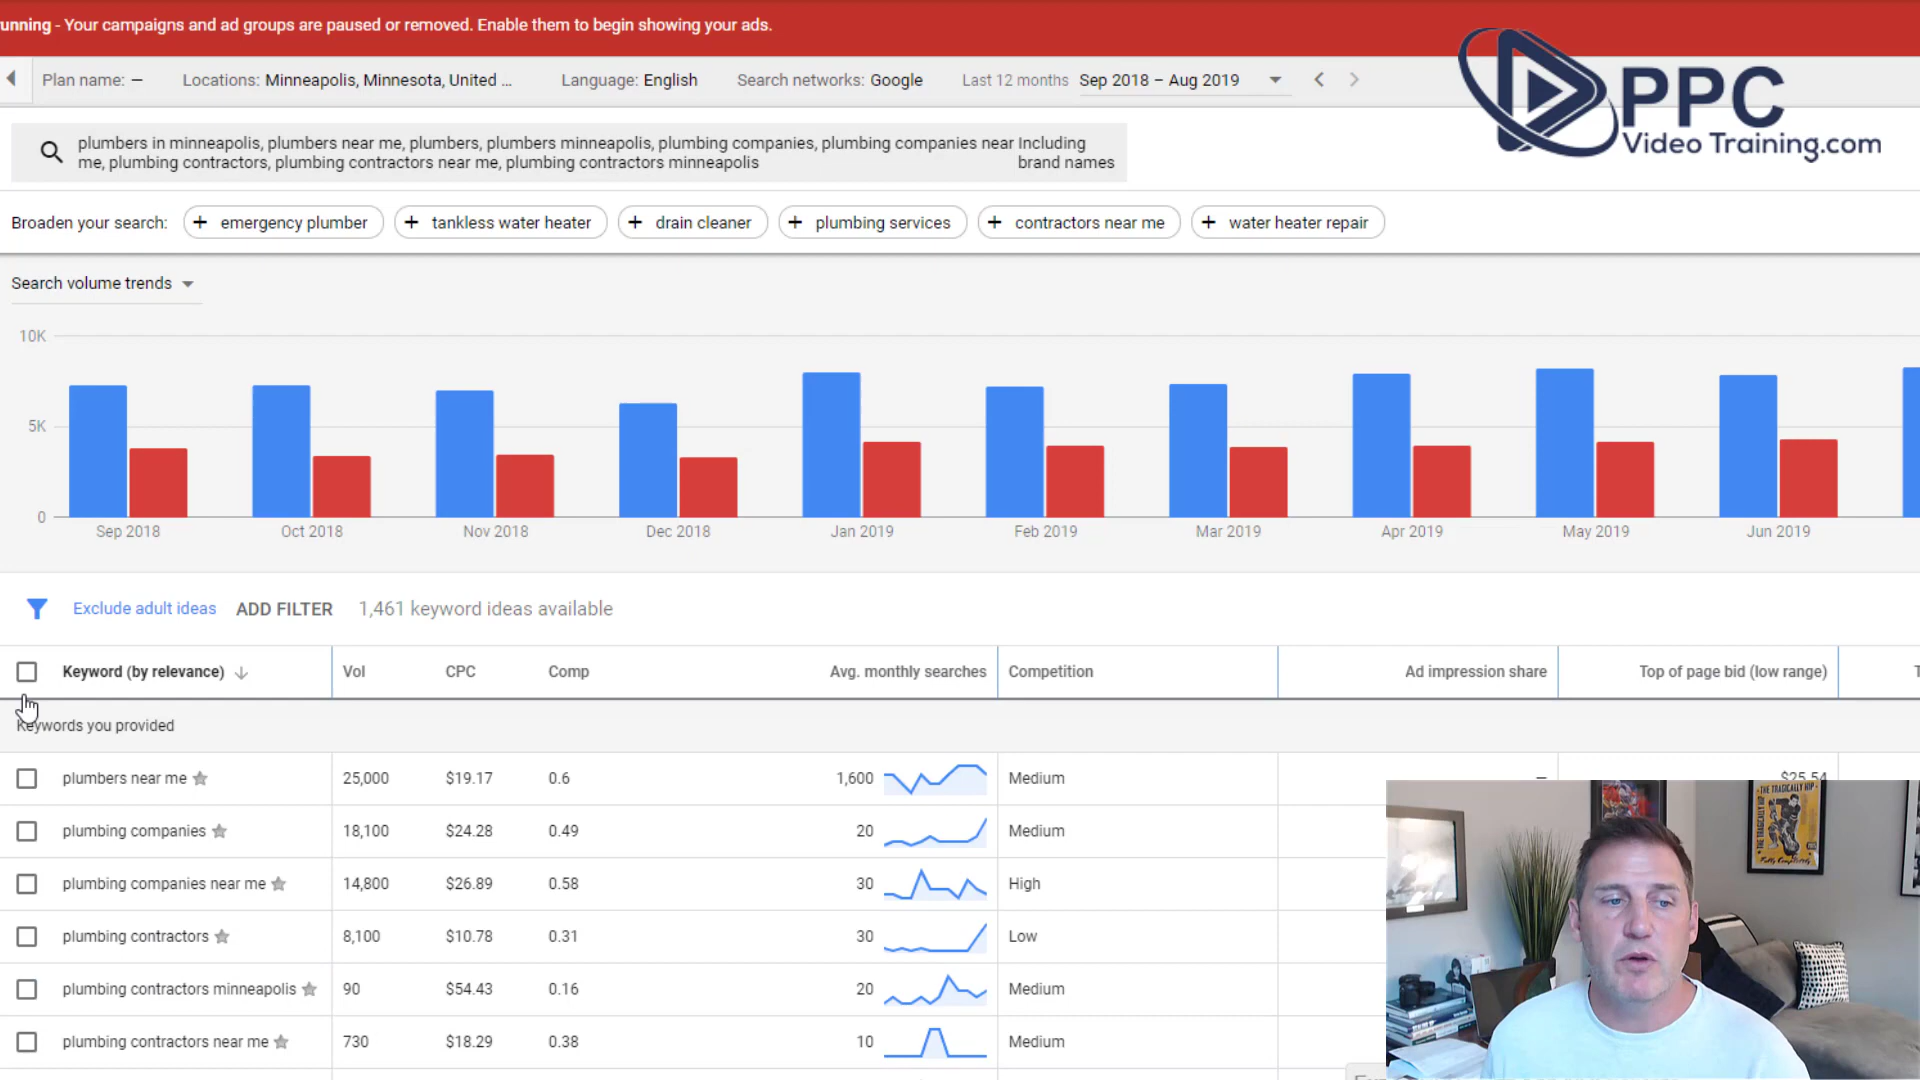 unning - Your campaigns and ad groups are paused or removed. Enable them to begin showing your ads.
Plan name: — Locations: Minneapolis, Minnesota, United ... Language: English Search networks: Google Last 12 months Sep 2018 – Aug 2019
PPC
Video Training.com
plumbers in minneapolis, plumbers near me, plumbers, plumbers minneapolis, plumbing companies, plumbing companies near Including
me, plumbing contractors, plumbing contractors near me, plumbing contractors minneapolis brand names
Broaden your search: + emergency plumber + tankless water heater + drain cleaner + plumbing services + contractors near me + water heater repair
Search volume trends
10K
5K
0
Sep 2018 Oct 2018 Nov 2018 Dec 2018 Jan 2019 Feb 2019 Mar 2019 Apr 2019 May 2019 Jun 2019
Exclude adult ideas ADD FILTER 1,461 keyword ideas available
Keyword (by relevance) Vol CPC Comp Avg. monthly searches Competition Ad impression share Top of page bid (low range)
Keywords you provided
plumbers near me 25,000 $19.17 0.6 1,600 Medium – $25.54
plumbing companies 18,100 $24.28 0.49 20 Medium
plumbing companies near me 14,800 $26.89 0.58 30 High
plumbing contractors 8,100 $10.78 0.31 30 Low
plumbing contractors minneapolis 90 $54.43 0.16 20 Medium
plumbing contractors near me 730 $18.29 0.38 10 Medium
THE TRAGICALLY HIP
Fully Completely